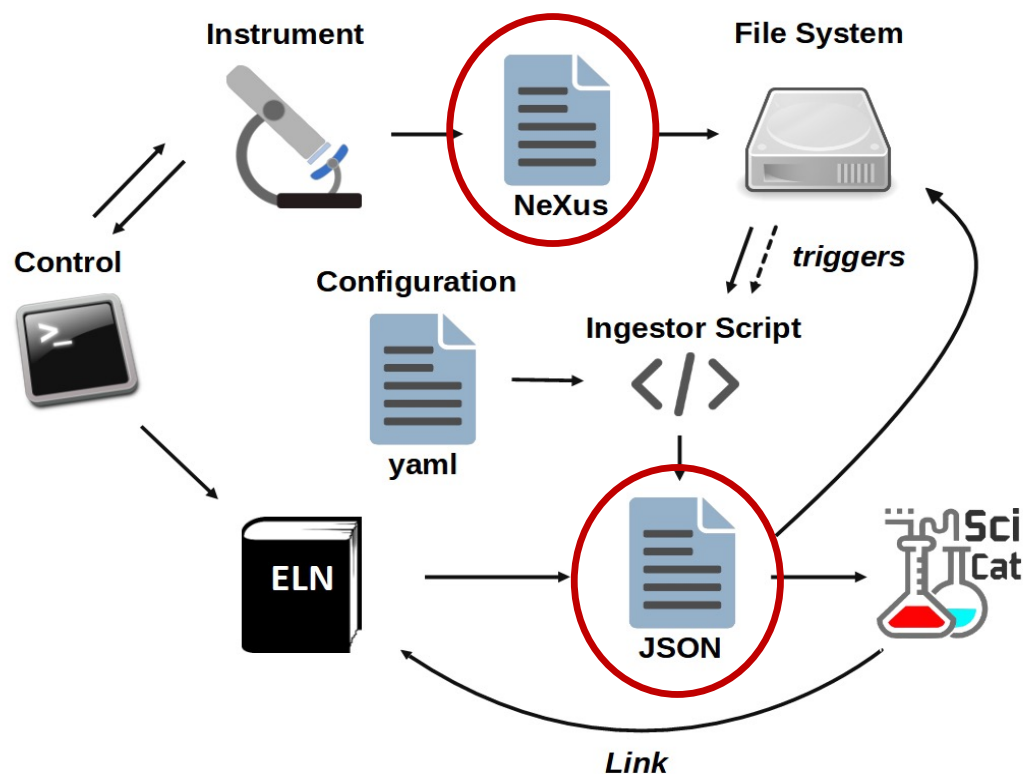 Instrument
File System
NeXus
triggers
Control
>_
Configuration
Ingestor Script
</>
yaml
ELN
JSON
Sci
Cat
Link